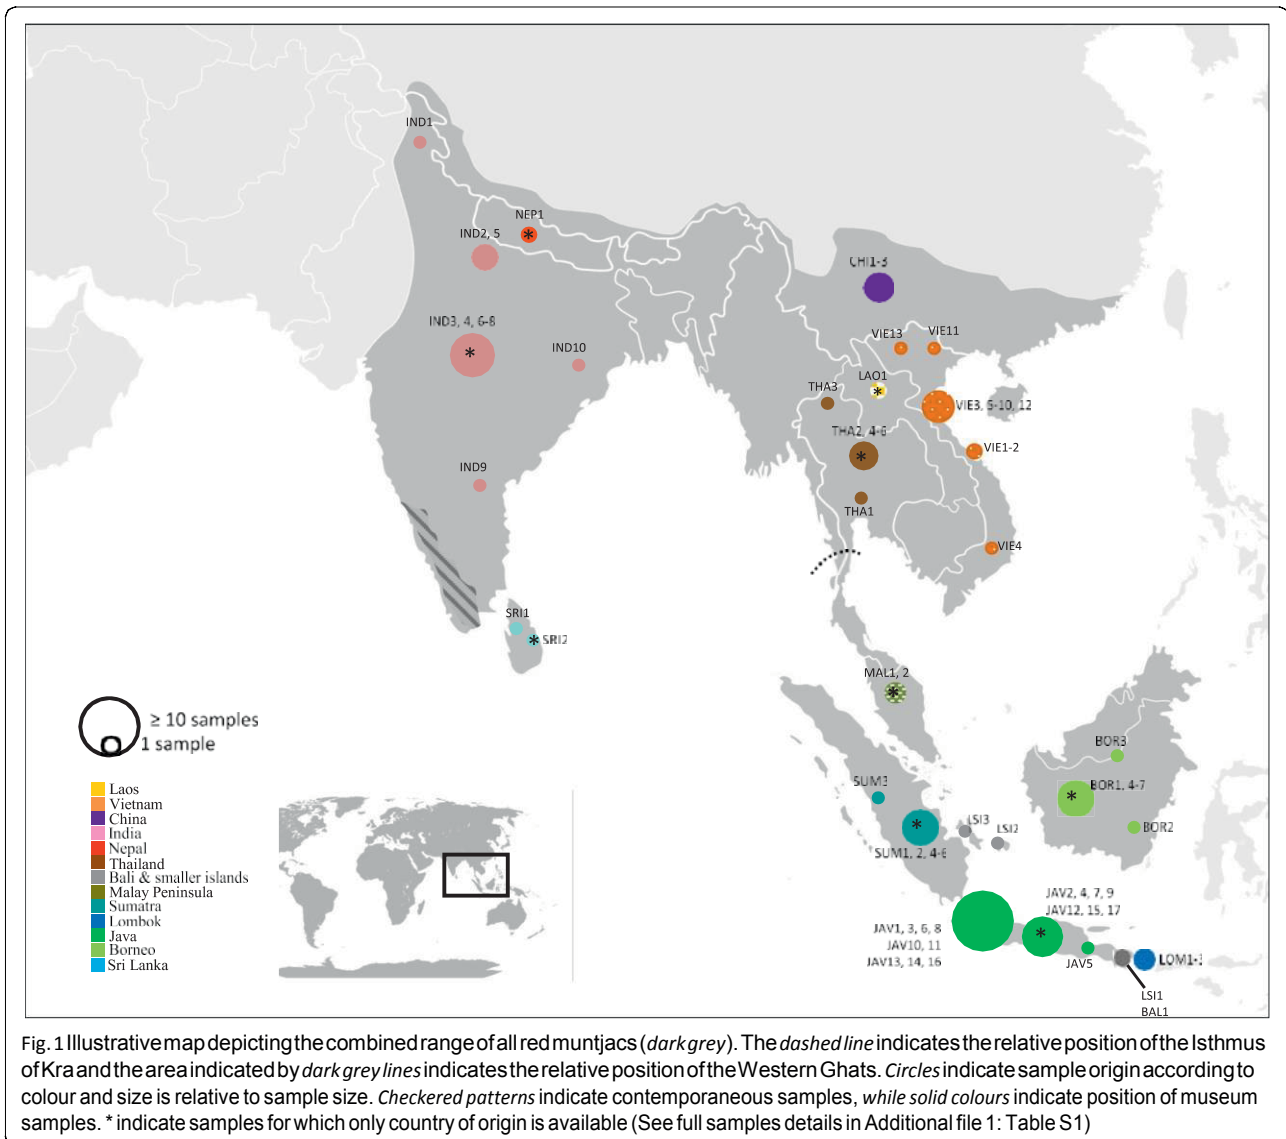 IND1
NEP1
IND2, 5
CHI1-3
IND3, 4, 6-8
VIE13
VIE11
IND10
LAO1
THA3
VIE3, 5-10, 12
THA2, 4-6
VIE1-2
IND9
THA1
VIE4
SRI1
SRI2
MAL1, 2
≥ 10 samples
1 sample
BOR3
SUM3
BOR1, 4-7
LSI3
LSI2
BOR2
SUM1, 2, 4-6
Laos
Vietnam
China
India
Nepal
Thailand
Bali & smaller islands
Malay Peninsula
Sumatra
Lombok
Java
Borneo
Sri Lanka
JAV2, 4, 7, 9
JAV12, 15, 17
JAV1, 3, 6, 8
JAV10, 11
JAV13, 14, 16
JAV5
LOM1-3
LSI1
BAL1
Fig. 1 Illustrative map depicting the combined range of all red muntjacs (dark grey). The dashed line indicates the relative position of the Isthmus
of Kra and the area indicated by dark grey lines indicates the relative position of the Western Ghats. Circles indicate sample origin according to
colour and size is relative to sample size. Checkered patterns indicate contemporaneous samples, while solid colours indicate position of museum
samples. * indicate samples for which only country of origin is available (See full samples details in Additional file 1: Table S1)